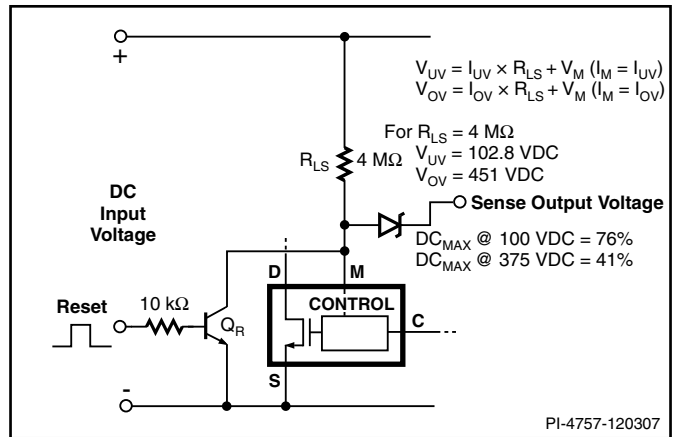 +
V_UV = I_UV × R_LS + V_M (I_M = I_UV)
V_OV = I_OV × R_LS + V_M (I_M = I_OV)
For R_LS = 4 MΩ
V_UV = 102.8 VDC
V_OV = 451 VDC
R_LS
4 MΩ
DC
Input
Voltage
Sense Output Voltage
DC_MAX @ 100 VDC = 76%
DC_MAX @ 375 VDC = 41%
D
M
CONTROL
C
Reset
10 kΩ
Q_R
S
-
PI-4757-120307